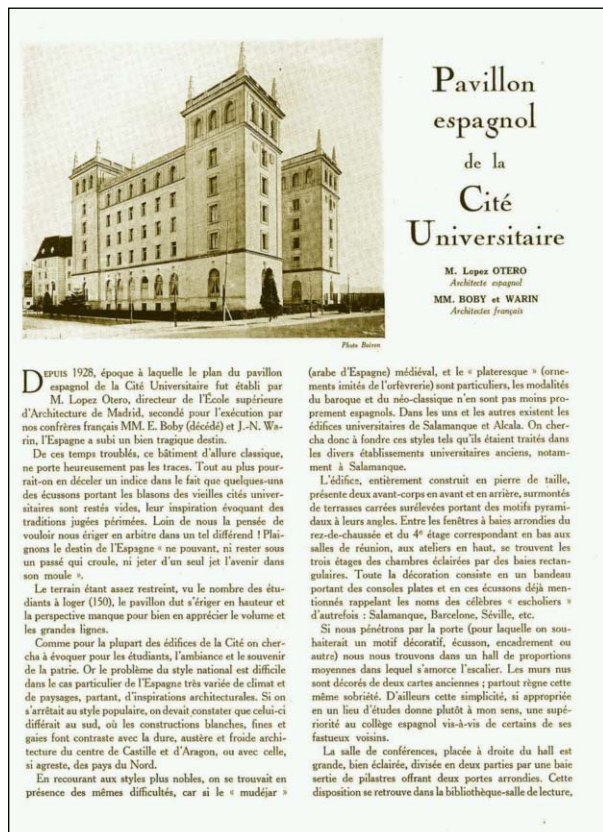 Pavillon
espagnol
de la
Cité
Universitaire
M. Lopez OTERO
Architecte espagnol
MM. BOBY et WARIN
Architectes français
Photo Buiron
DEPUIS 1928, époque à laquelle le plan du pavillon
espagnol de la Cité Universitaire fut établi par
M. Lopez Otero, directeur de l'École supérieure
d'Architecture de Madrid, secondé pour l'exécution par
nos confrères français MM. E. Boby (décédé) et J.-N. Wa-
rin, l'Espagne a subi un bien tragique destin.
De ces temps troublés, ce bâtiment d'allure classique,
ne porte heureusement pas les traces. Tout au plus pour-
rait-on en déceler un indice dans le fait que quelques-uns
des écussons portant les blasons des vieilles cités univer-
sitaires sont restés vides, leur inspiration évoquant des
traditions jugées périmées. Loin de nous la pensée de
vouloir nous ériger en arbitre dans un tel différend ! Plai-
gnons le destin de l'Espagne « ne pouvant, ni rester sous
un passé qui croule, ni jeter d'un seul jet l'avenir dans
son moule ».
Le terrain étant assez restreint, vu le nombre des étu-
diants à loger (150), le pavillon dut s'ériger en hauteur et
la perspective manque pour bien en apprécier le volume et
les grandes lignes.
Comme pour la plupart des édifices de la Cité on cher-
cha à évoquer pour les étudiants, l'ambiance et le souvenir
de la patrie. Or le problème du style national est difficile
dans le cas particulier de l'Espagne très variée de climat et
de paysages, partant, d'inspirations architecturales. Si on
s'arrêtait au style populaire, on devait constater que celui-ci
différait au sud, où les constructions blanches, fines et
gaies font contraste avec la dure, austère et froide archi-
tecture du centre de Castille et d'Aragon, ou avec celle,
si agreste, des pays du Nord.
En recourant aux styles plus nobles, on se trouvait en
présence des mêmes difficultés, car si le « mudéjar »
(arabe d'Espagne) médiéval, et le « plateresque » (orne-
ments imités de l'orfèvrerie) sont particuliers, les modalités
du baroque et du néo-classique n'en sont pas moins pro-
prement espagnols. Dans les uns et les autres existent les
édifices universitaires de Salamanque et Alcala. On cher-
cha donc à fondre ces styles tels qu'ils étaient traités dans
les divers établissements universitaires anciens, notam-
ment à Salamanque.
L'édifice, entièrement construit en pierre de taille,
présente deux avant-corps en avant et en arrière, surmontés
de terrasses carrées surélevées portant des motifs pyrami-
daux à leurs angles. Entre les fenêtres à baies arrondies du
rez-de-chaussée et du 4e étage correspondant en bas aux
salles de réunion, aux ateliers en haut, se trouvent les
trois étages des chambres éclairées par des baies rectan-
gulaires. Toute la décoration consiste en un bandeau
portant des consoles plates et en ces écussons déjà men-
tionnés rappelant les noms des célèbres « escholiers »
d'autrefois : Salamanque, Barcelone, Séville, etc.
Si nous pénétrons par la porte (pour laquelle on sou-
haiterait un motif décoratif, écusson, encadrement ou
autre) nous nous trouvons dans un hall de proportions
moyennes dans lequel s'amorce l'escalier. Les murs nus
sont décorés de deux cartes anciennes ; partout règne cette
même sobriété. D'ailleurs cette simplicité, si appropriée
en un lieu d'études donne plutôt à mon sens, une supé-
riorité au collège espagnol vis-à-vis de certains de ses
fastueux voisins.
La salle de conférences, placée à droite du hall est
grande, bien éclairée, divisée en deux parties par une baie
sertie de pilastres offrant deux portes arrondies. Cette
disposition se retrouve dans la bibliothèque-salle de lecture,